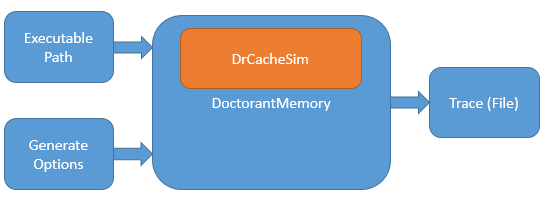 Executable
Path
DrCacheSim
DoctorantMemory
Trace (File)
Generate
Options